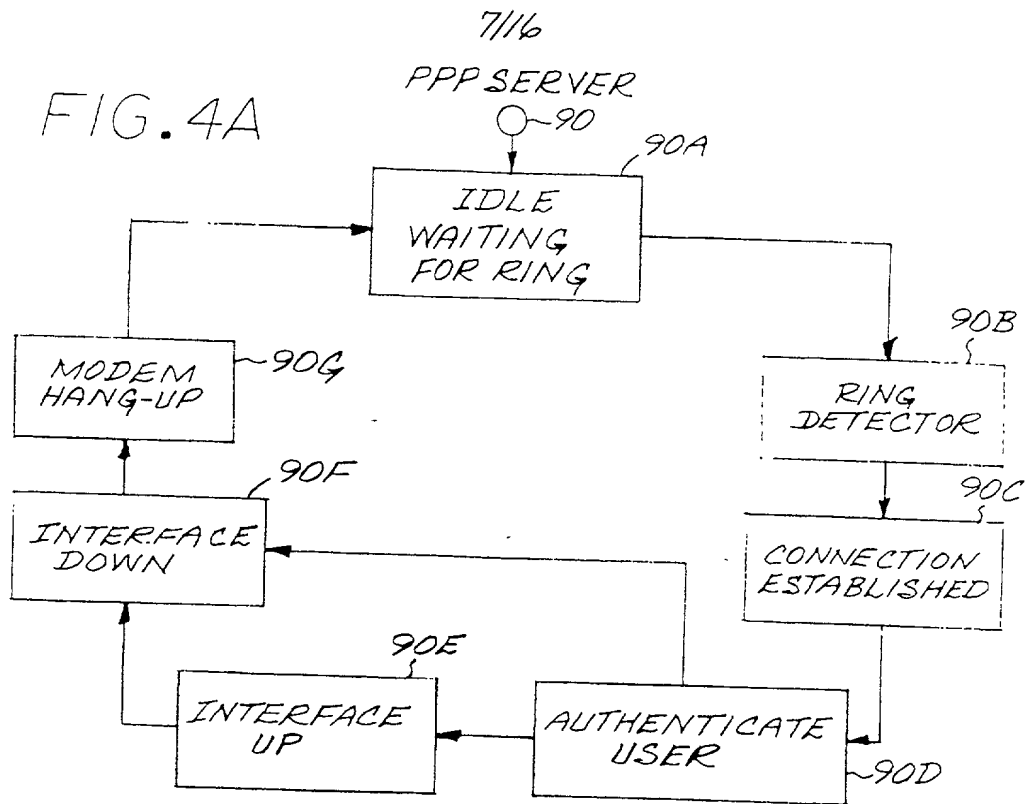 7/16
PPP SERVER
FIG. 4A
90
90A
IDLE
WAITING
FOR RING
90B
RING
DETECTOR
90C
CONNECTION
ESTABLISHED
90G
MODEM
HANG-UP
90F
INTERFACE
DOWN
90E
INTERFACE
UP
AUTHENTICATE
USER
90D